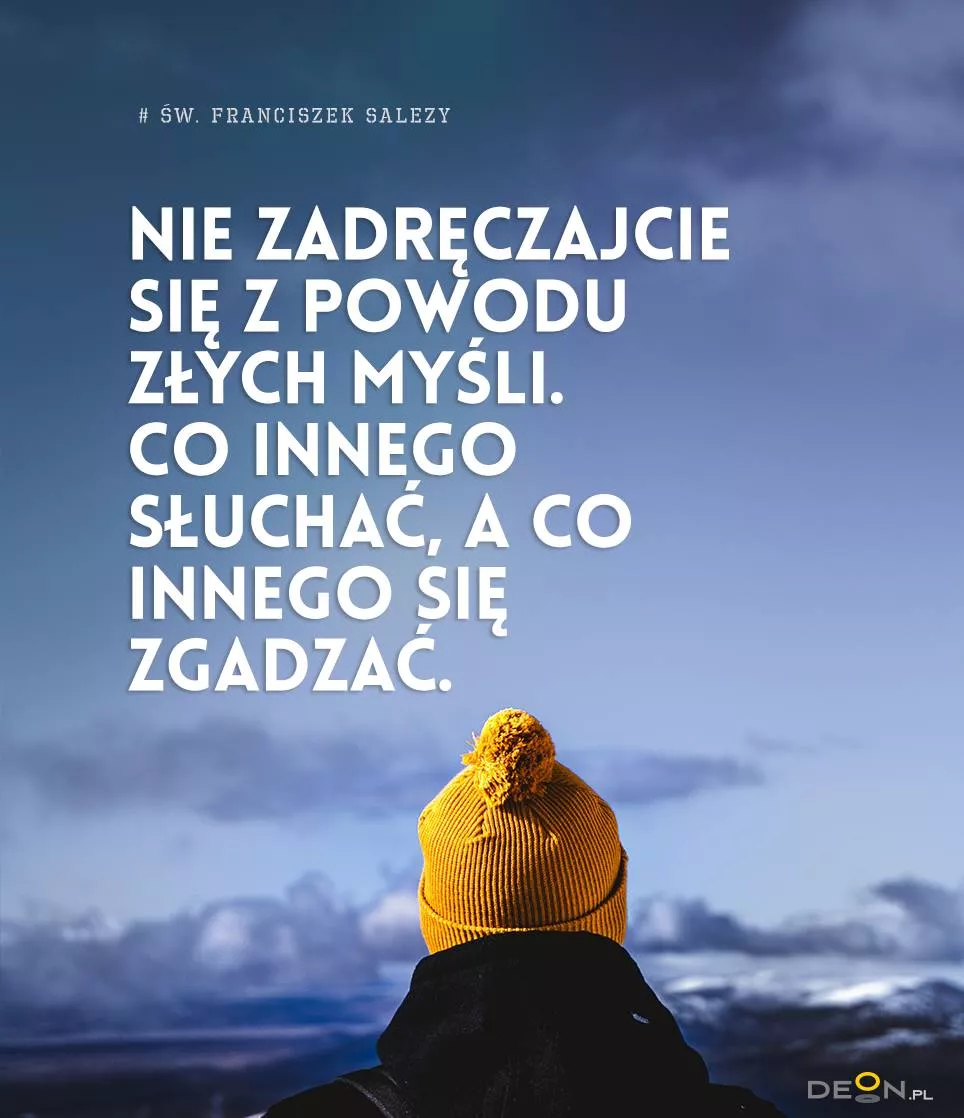 # ŚW. FRANCISZEK SALEZY
NIE ZADRĘCZAJCIE
SIĘ Z POWODU
ZŁYCH MYŚLI.
CO INNEGO
SŁUCHAĆ, A CO
INNEGO SIĘ
ZGADZAĆ.
DEON.PL